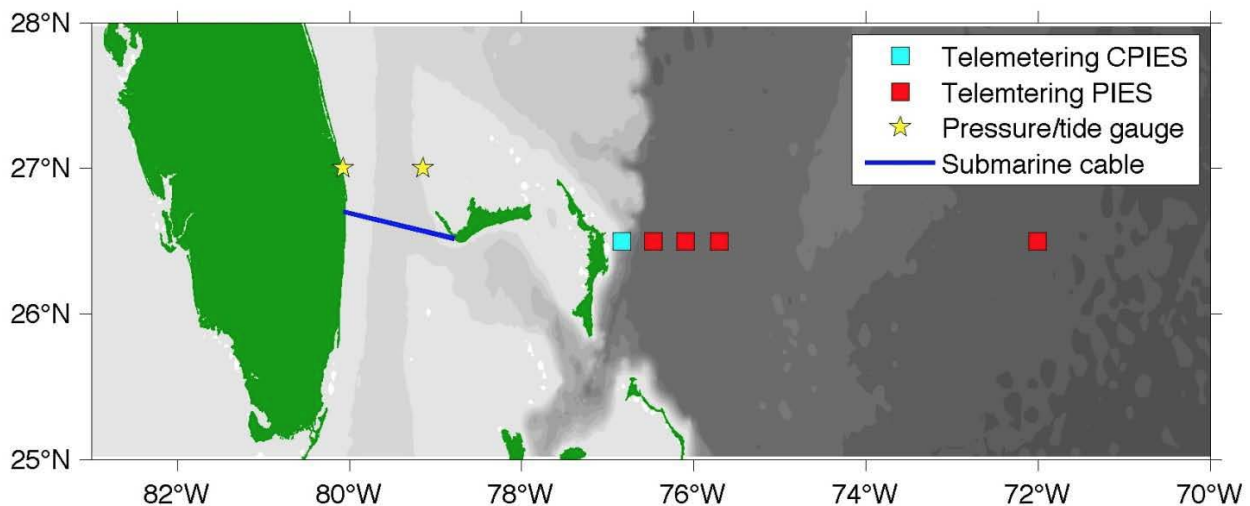 28°N
27°N
26°N
25°N
Telemetering CPIES
Telemtering PIES
Pressure/tide gauge
Submarine cable
82°W 80°W 78°W 76°W 74°W 72°W 70°W